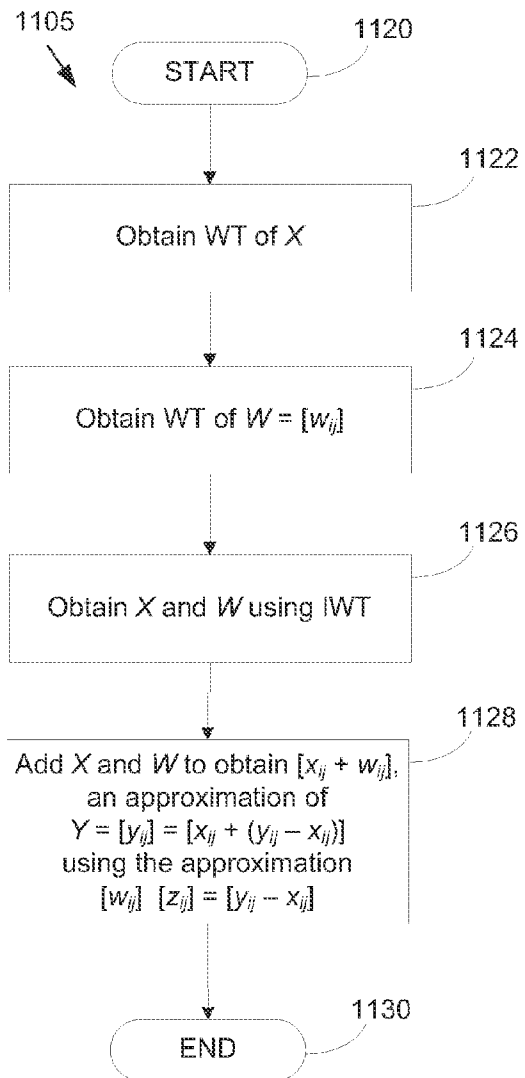 1105
START
1120
1122
Obtain WT of X
1124
Obtain WT of W = [wij]
1126
Obtain X and W using IWT
1128
Add X and W to obtain [xij + wij],
an approximation of
Y = [yij] = [xij + (yij – xij)]
using the approximation
[wij] [zij] = [yij – xij]
1130
END